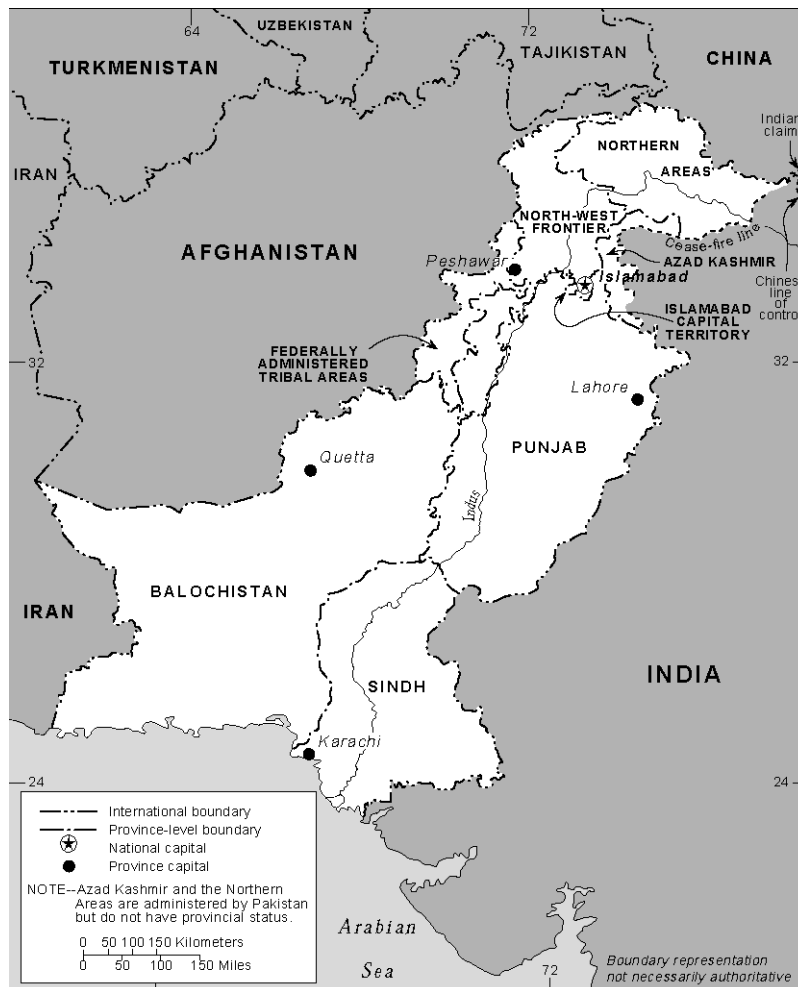 64
72
UZBEKISTAN
TAJIKISTAN
CHINA
TURKMENISTAN
Indian
claim
NORTHERN
AREAS
IRAN
NORTH-WEST
FRONTIER
AFGHANISTAN
Cease-fire line
AZAD KASHMIR
Peshawar
Islamabad
Chinese
line
of
control
ISLAMABAD
CAPITAL
TERRITORY
FEDERALLY
ADMINISTERED
TRIBAL AREAS
32
32
Lahore
PUNJAB
Quetta
Indus
BALOCHISTAN
IRAN
INDIA
SINDH
Karachi
24
24
International boundary
Province-level boundary
National capital
Province capital
NOTE--Azad Kashmir and the Northern
Areas are administered by Pakistan
but do not have provincial status.
0 50 100 150 Kilometers
0 50 100 150 Miles
Arabian
Sea
72
Boundary representation
not necessarily authoritative